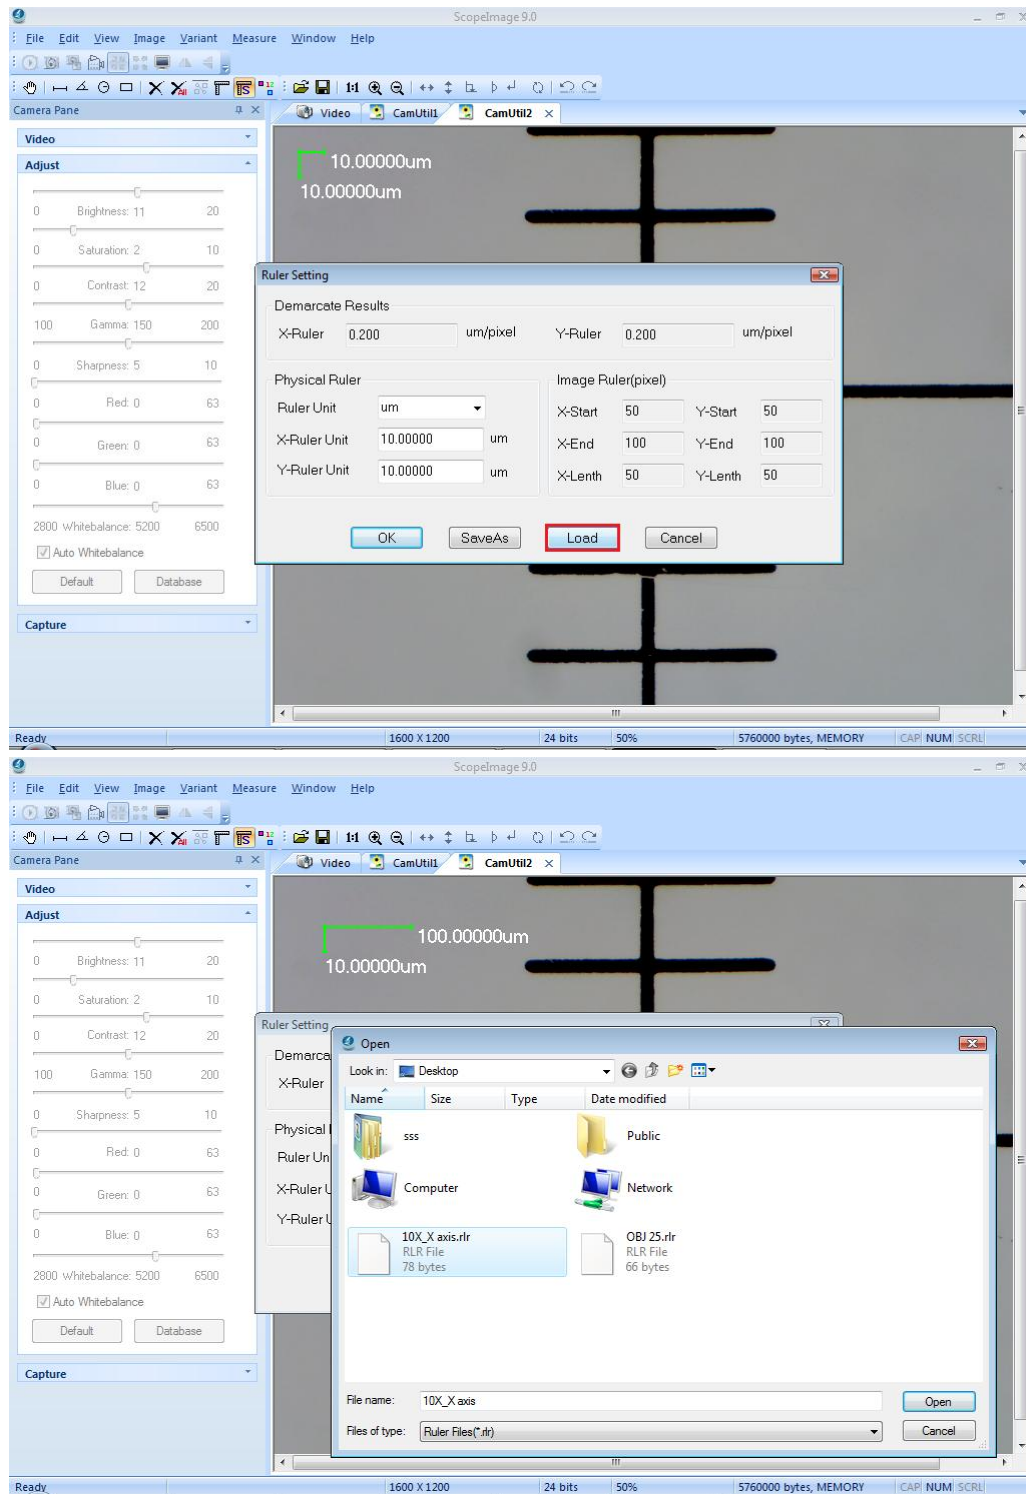 ScopeImage 9.0
File Edit View Image Variant Measure Window Help
1:1
Camera Pane
Video CamUtil1 CamUtil2
Video
Adjust
0 Brightness: 11 20
0 Saturation: 2 10
0 Contrast: 12 20
100 Gamma: 150 200
0 Sharpness: 5 10
0 Red: 0 63
0 Green: 0 63
0 Blue: 0 63
2800 Whitebalance: 5200 6500
Auto Whitebalance
Default Database
Capture
10.00000um
10.00000um
Ruler Setting
Demarcate Results
X-Ruler 0.200 um/pixel Y-Ruler 0.200 um/pixel
Physical Ruler Image Ruler(pixel)
Ruler Unit um X-Start 50 Y-Start 50
X-Ruler Unit 10.00000 um X-End 100 Y-End 100
Y-Ruler Unit 10.00000 um X-Lenth 50 Y-Lenth 50
OK SaveAs Load Cancel
Ready 1600 X 1200 24 bits 50% 5760000 bytes, MEMORY CAP NUM SCRL
ScopeImage 9.0
File Edit View Image Variant Measure Window Help
1:1
Camera Pane
Video CamUtil1 CamUtil2
Video
Adjust
0 Brightness: 11 20
0 Saturation: 2 10
0 Contrast: 12 20
100 Gamma: 150 200
0 Sharpness: 5 10
0 Red: 0 63
0 Green: 0 63
0 Blue: 0 63
2800 Whitebalance: 5200 6500
Auto Whitebalance
Default Database
Capture
100.00000um
10.00000um
Ruler Setting
Demarca
X-Ruler
Physical
Ruler Un
X-Ruler
Y-Ruler
Open
Look in: Desktop
Name Size Type Date modified
sss Public
Computer Network
10X_X axis.rlr OBJ 25.rlr
RLR File RLR File
78 bytes 66 bytes
File name: 10X_X axis Open
Files of type: Ruler Files(*.rlr) Cancel
Ready 1600 X 1200 24 bits 50% 5760000 bytes, MEMORY CAP NUM SCRL